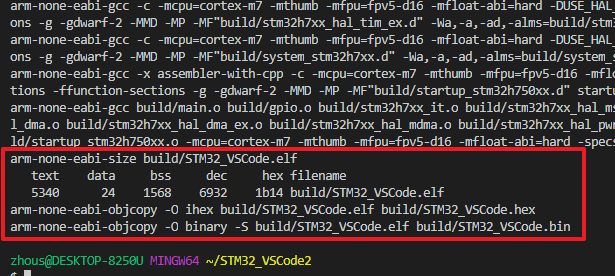 arm-none-eabi-gcc -c -mcpu=cortex-m7 -mthumb -mfpu=fpv5-d16 -mfloat-abi=hard -DUSE_HAL_
ons -g -gdwarf-2 -MMD -MP -MF"build/stm32h7xx_hal_tim_ex.d" -Wa,-a,-ad,-alms=build/stm3
arm-none-eabi-gcc -c -mcpu=cortex-m7 -mthumb -mfpu=fpv5-d16 -mfloat-abi=hard -DUSE_HAL_
ons -g -gdwarf-2 -MMD -MP -MF"build/system_stm32h7xx.d" -Wa,-a,-ad,-alms=build/system_s
arm-none-eabi-gcc -x assembler-with-cpp -c -mcpu=cortex-m7 -mthumb -mfpu=fpv5-d16 -mflo
tions -ffunction-sections -g -gdwarf-2 -MMD -MP -MF"build/startup_stm32h750xx.d" start
arm-none-eabi-gcc build/main.o build/gpio.o build/stm32h7xx_it.o build/stm32h7xx_hal_ms
l_dma.o build/stm32h7xx_hal_dma_ex.o build/stm32h7xx_hal_mdma.o build/stm32h7xx_hal_pwr
ld/startup_stm32h750xx.o -mcpu=cortex-m7 -mthumb -mfpu=fpv5-d16 -mfloat-abi=hard -specs
arm-none-eabi-size build/STM32_VSCode.elf
text data bss dec hex filename
5340 24 1568 6932 1b14 build/STM32_VSCode.elf
arm-none-eabi-objcopy -O ihex build/STM32_VSCode.elf build/STM32_VSCode.hex
arm-none-eabi-objcopy -O binary -S build/STM32_VSCode.elf build/STM32_VSCode.bin
zhous@DESKTOP-8250U MINGW64 ~/STM32_VSCode2
$